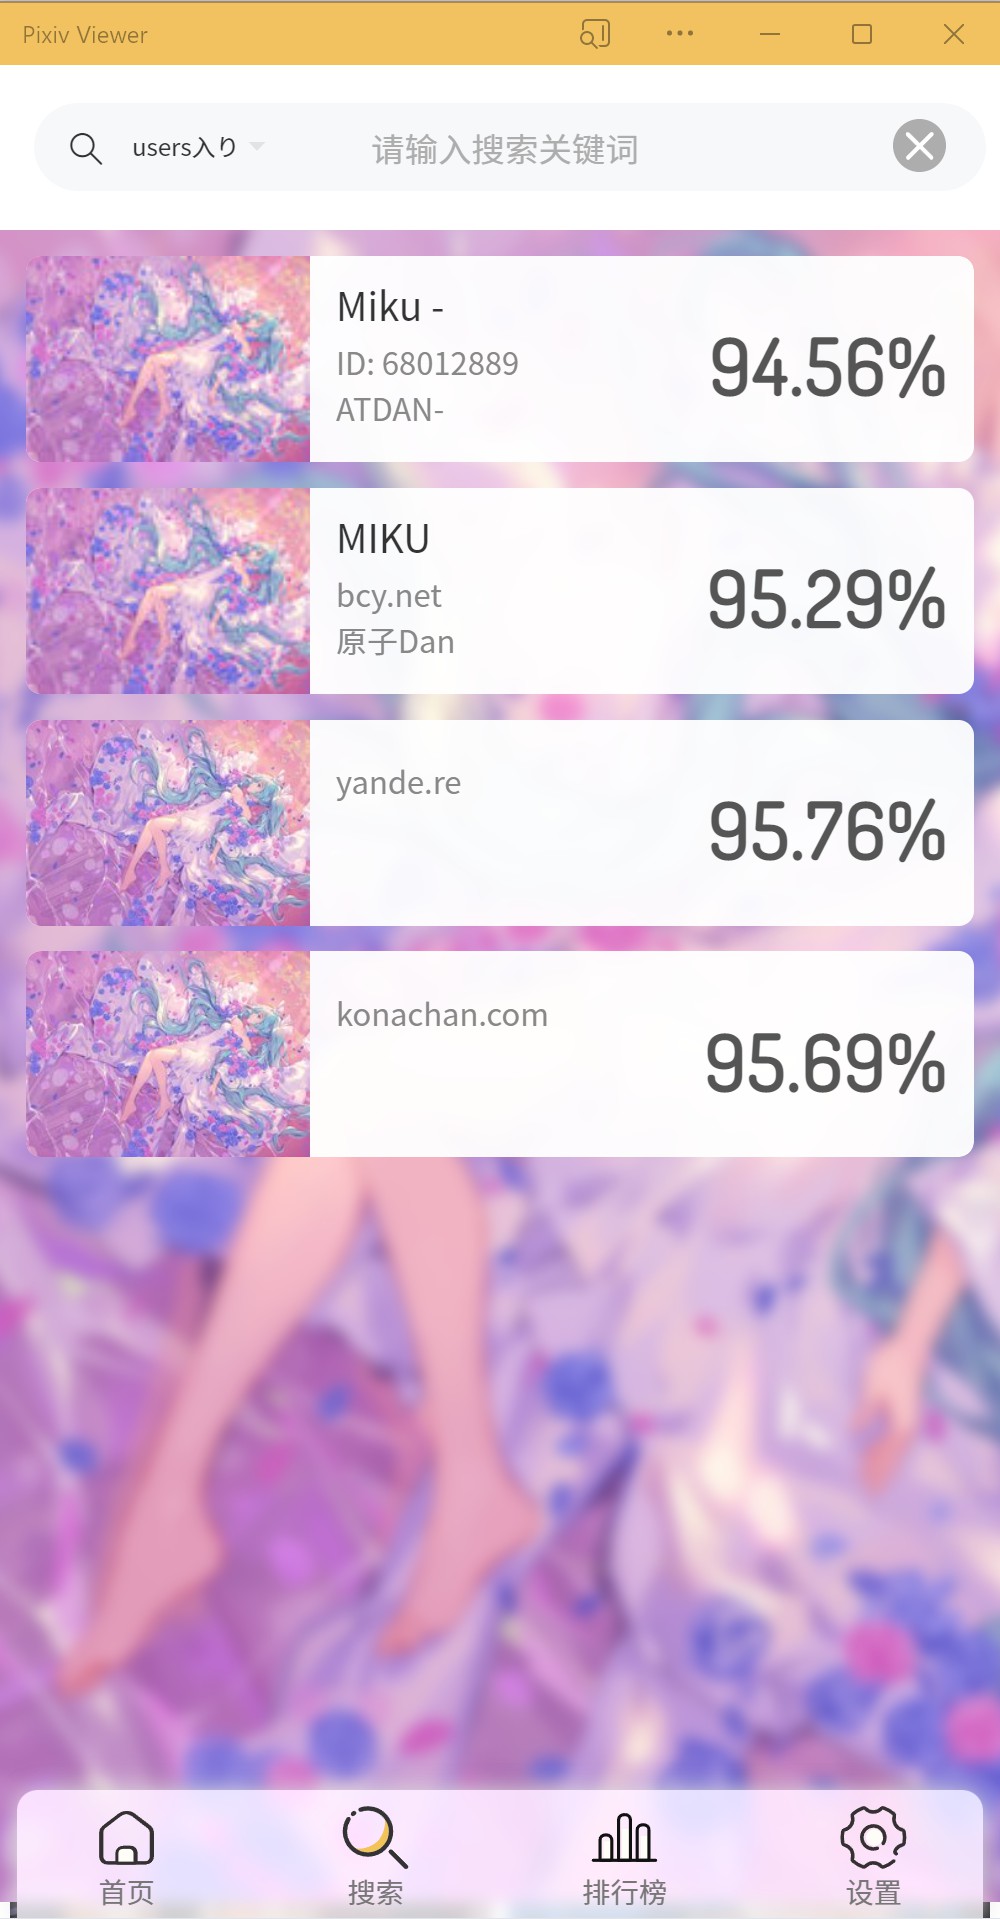 Pixiv Viewer
users入り
请输入搜索关键词
Miku -
ID: 68012889
ATDAN-
94.56%
MIKU
bcy.net
原子Dan
95.29%
yande.re
95.76%
konachan.com
95.69%
首页
搜索
排行榜
设置